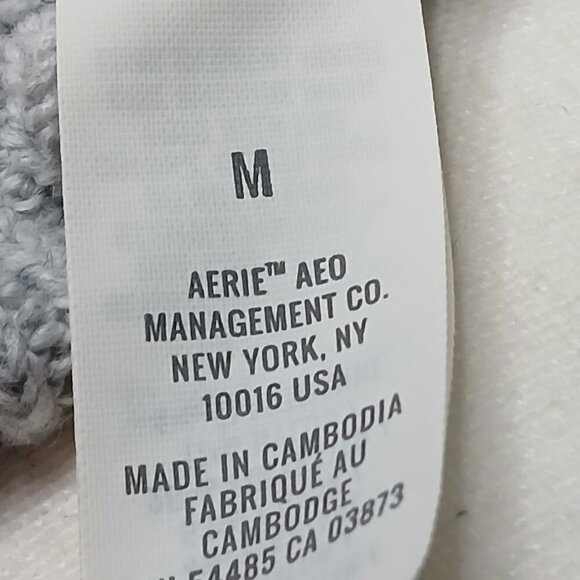 M
AERIE™ AEO
MANAGEMENT CO.
NEW YORK, NY
10016 USA
MADE IN CAMBODIA
FABRIQUÉ AU
CAMBODGE
54485 CA 03873